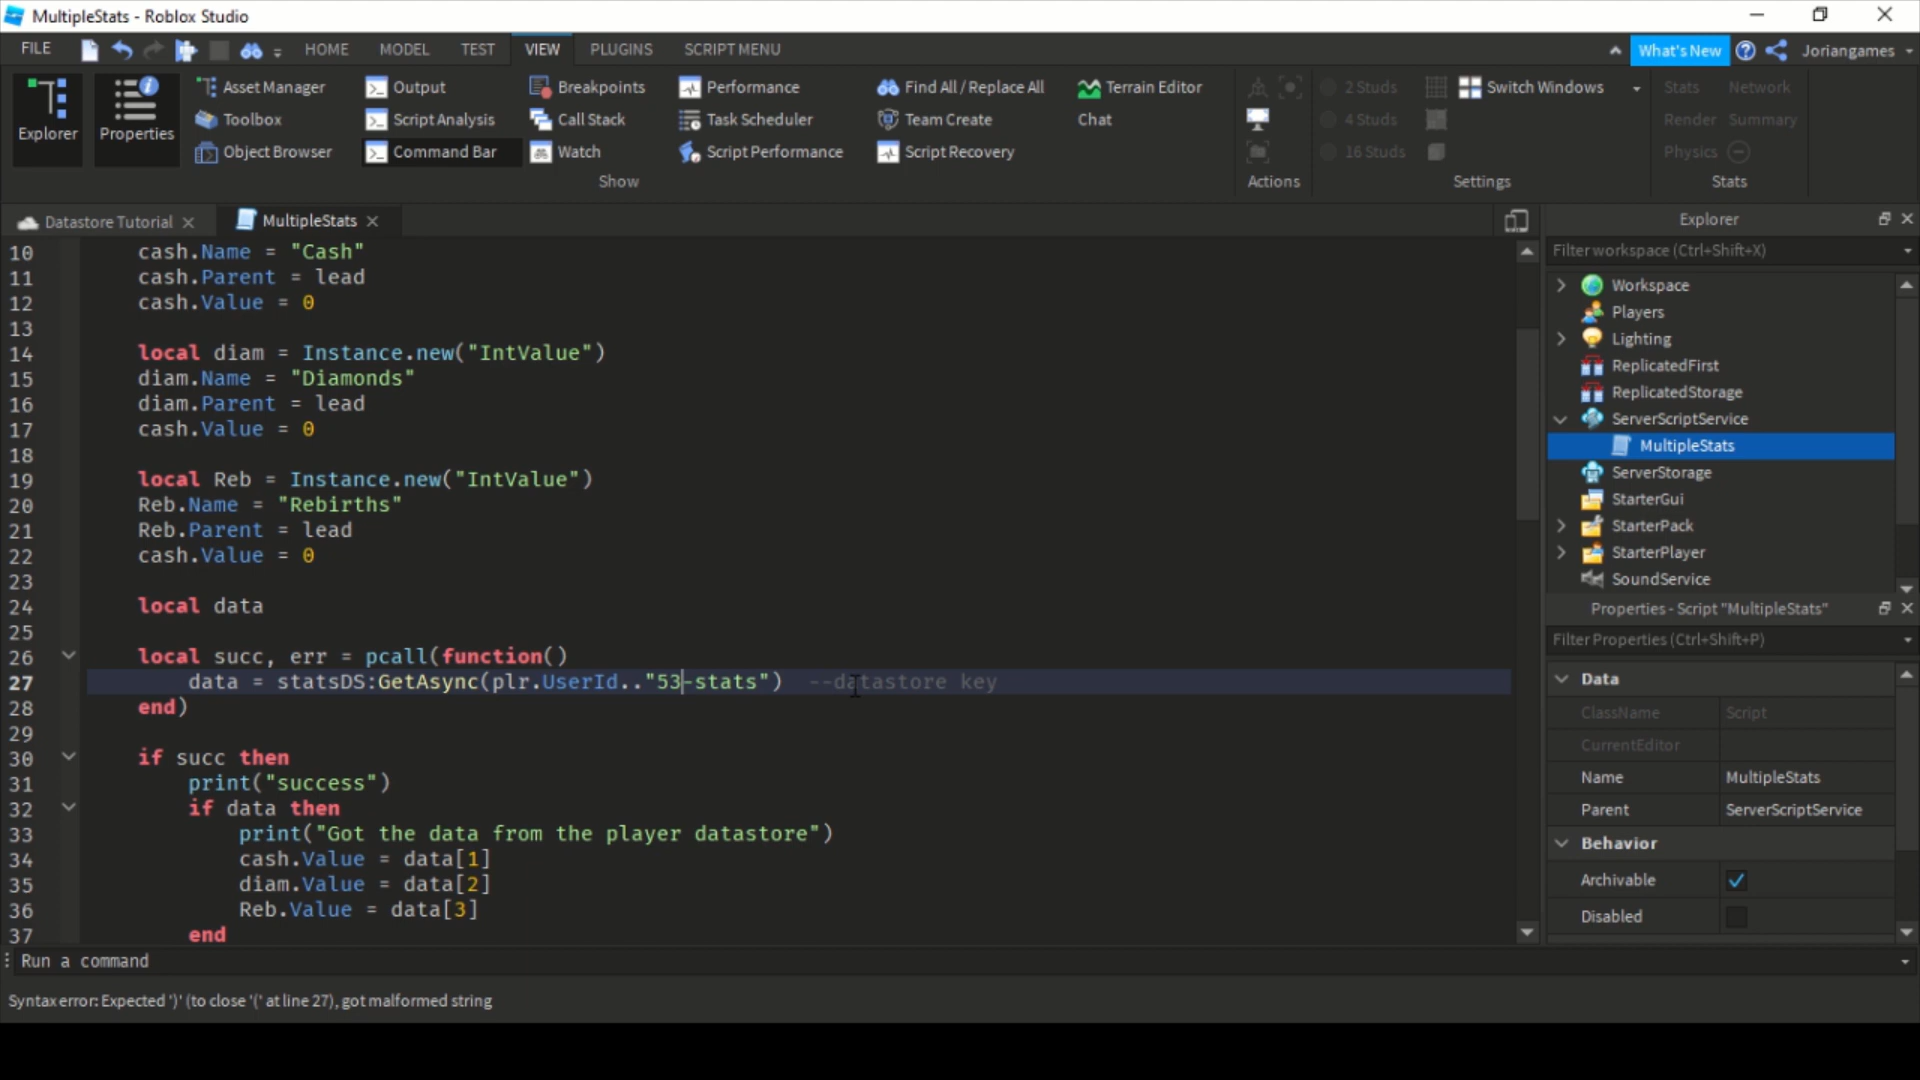 MultipleStats - Roblox Studio
FILE HOME MODEL TEST VIEW PLUGINS SCRIPT MENU What's New Joriangames
Explorer
Properties
Asset Manager
Toolbox
Object Browser
Output
Script Analysis
Command Bar
Breakpoints
Call Stack
Watch
Performance
Task Scheduler
Script Performance
Find All / Replace All
Team Create
Script Recovery
Terrain Editor
Chat
Show
Actions
2 Studs
4 Studs
16 Studs
Switch Windows
Settings
Stats Network
Render Summary
Physics
Stats
Datastore Tutorial MultipleStats
10 cash.Name = "Cash"
11 cash.Parent = lead
12 cash.Value = 0
13
14 local diam = Instance.new("IntValue")
15 diam.Name = "Diamonds"
16 diam.Parent = lead
17 cash.Value = 0
18
19 local Reb = Instance.new("IntValue")
20 Reb.Name = "Rebirths"
21 Reb.Parent = lead
22 cash.Value = 0
23
24 local data
25
26 local succ, err = pcall(function()
27 data = statsDS:GetAsync(plr.UserId.."53-stats") --datastore key
28 end)
29
30 if succ then
31 print("success")
32 if data then
33 print("Got the data from the player datastore")
34 cash.Value = data[1]
35 diam.Value = data[2]
36 Reb.Value = data[3]
37 end
Explorer
Filter workspace (Ctrl+Shift+X)
Workspace
Players
Lighting
ReplicatedFirst
ReplicatedStorage
ServerScriptService
MultipleStats
ServerStorage
StarterGui
StarterPack
StarterPlayer
SoundService
Properties - Script "MultipleStats"
Filter Properties (Ctrl+Shift+P)
Data
ClassName Script
CurrentEditor
Name MultipleStats
Parent ServerScriptService
Behavior
Archivable
Disabled
Run a command
Syntax error: Expected ')' (to close '(' at line 27), got malformed string